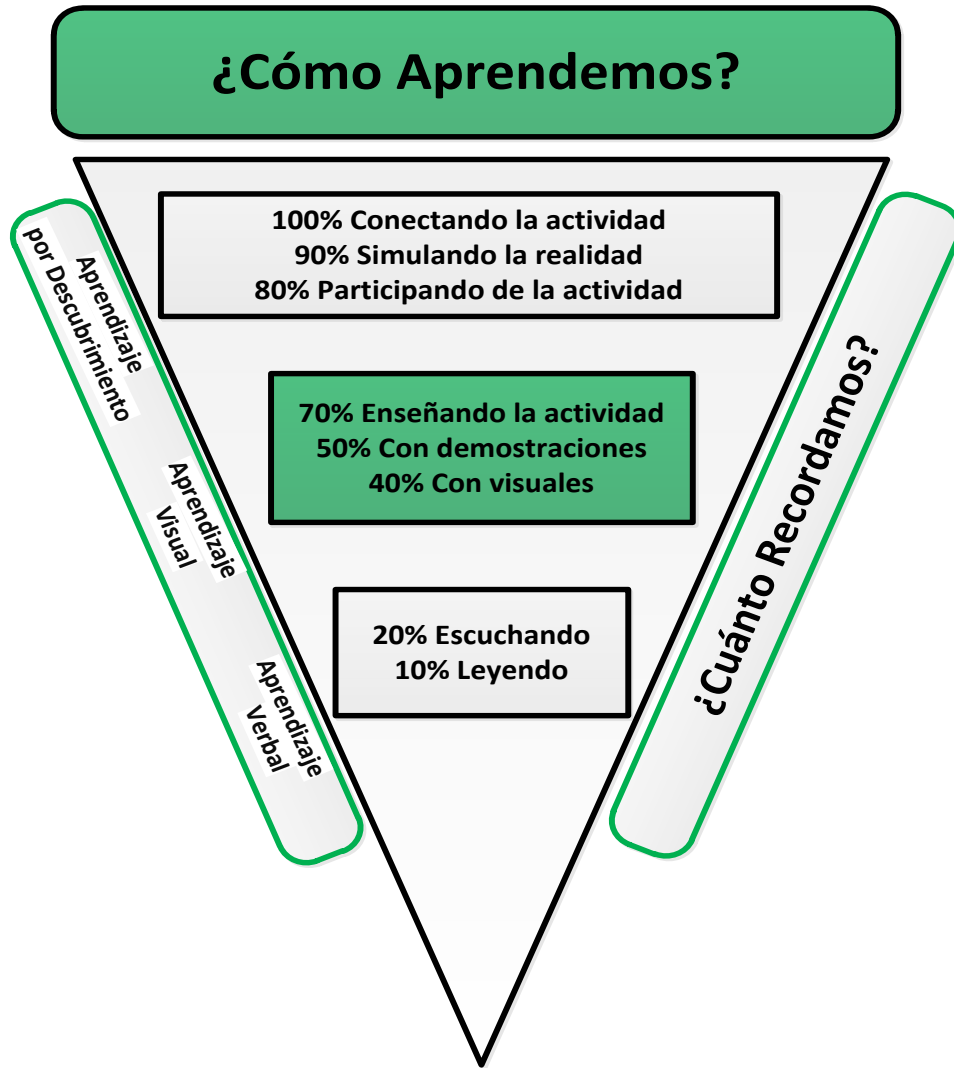 ¿Cómo Aprendemos?
100% Conectando la actividad
90% Simulando la realidad
80% Participando de la actividad
Aprendizaje
por Descubrimiento
70% Enseñando la actividad
50% Con demostraciones
40% Con visuales
Aprendizaje
Visual
20% Escuchando
10% Leyendo
Aprendizaje
Verbal
¿Cuánto Recordamos?